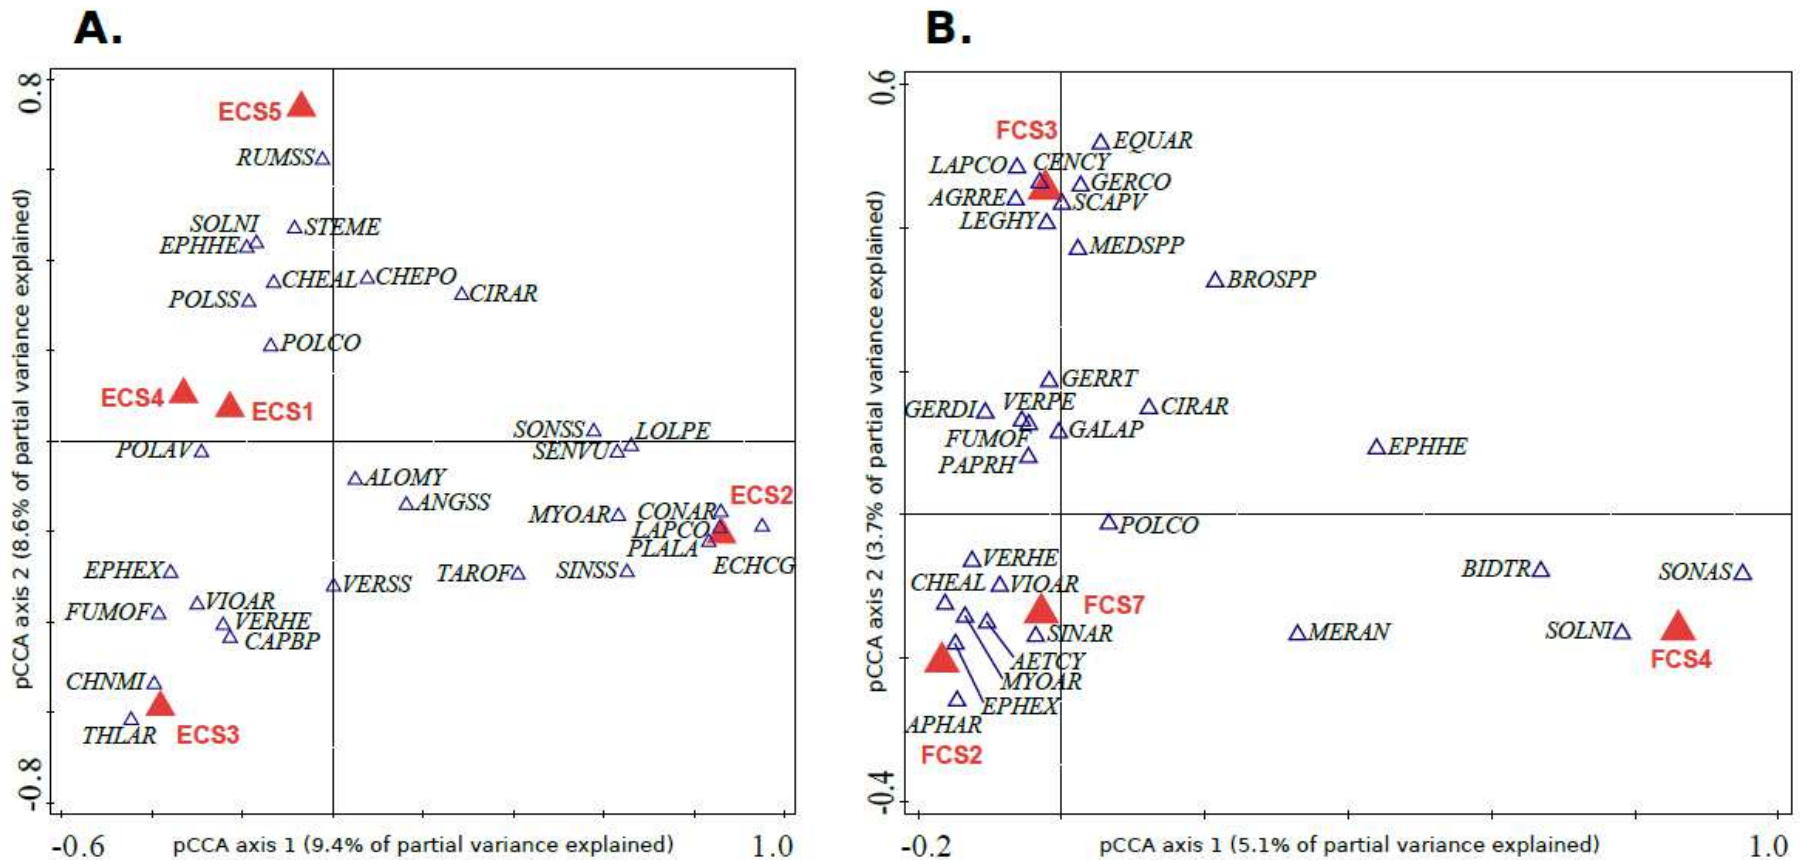 A.
0.8
pCCA axis 2 (8.6% of partial variance explained)
-0.8
ECS5
RUMSS
SOLNI
STEME
EPHHE
CHEAL
CHEPO
CIRAR
POLSS
POLCO
ECS4
ECS1
SONSS
LOLPE
POLAV
SENVU
ALOMY
ANGSS
ECS2
MYOAR
CONAR
LAPCO
PLALA
ECHCG
EPHEX
VERSS
TAROF
SINSS
FUMOF
VIOAR
VERHE
CAPBP
CHNMI
THLAR
ECS3
-0.6
pCCA axis 1 (9.4% of partial variance explained)
1.0
B.
0.6
pCCA axis 2 (3.7% of partial variance explained)
-0.4
FCS3
EQUAR
LAPCO
CENCY
GERCO
AGRRE
SCAPV
LEGHY
MEDSPP
BROSPP
GERRT
GERDI
VERPE
CIRAR
GALAP
FUMOF
PAPRH
EPHHE
POLCO
VERHE
CHEAL
VIOAR
BIDTR
SONAS
FCS7
SINAR
MERAN
SOLNI
FCS4
AETCY
MYOAR
EPHEX
APHAR
FCS2
-0.2
pCCA axis 1 (5.1% of partial variance explained)
1.0